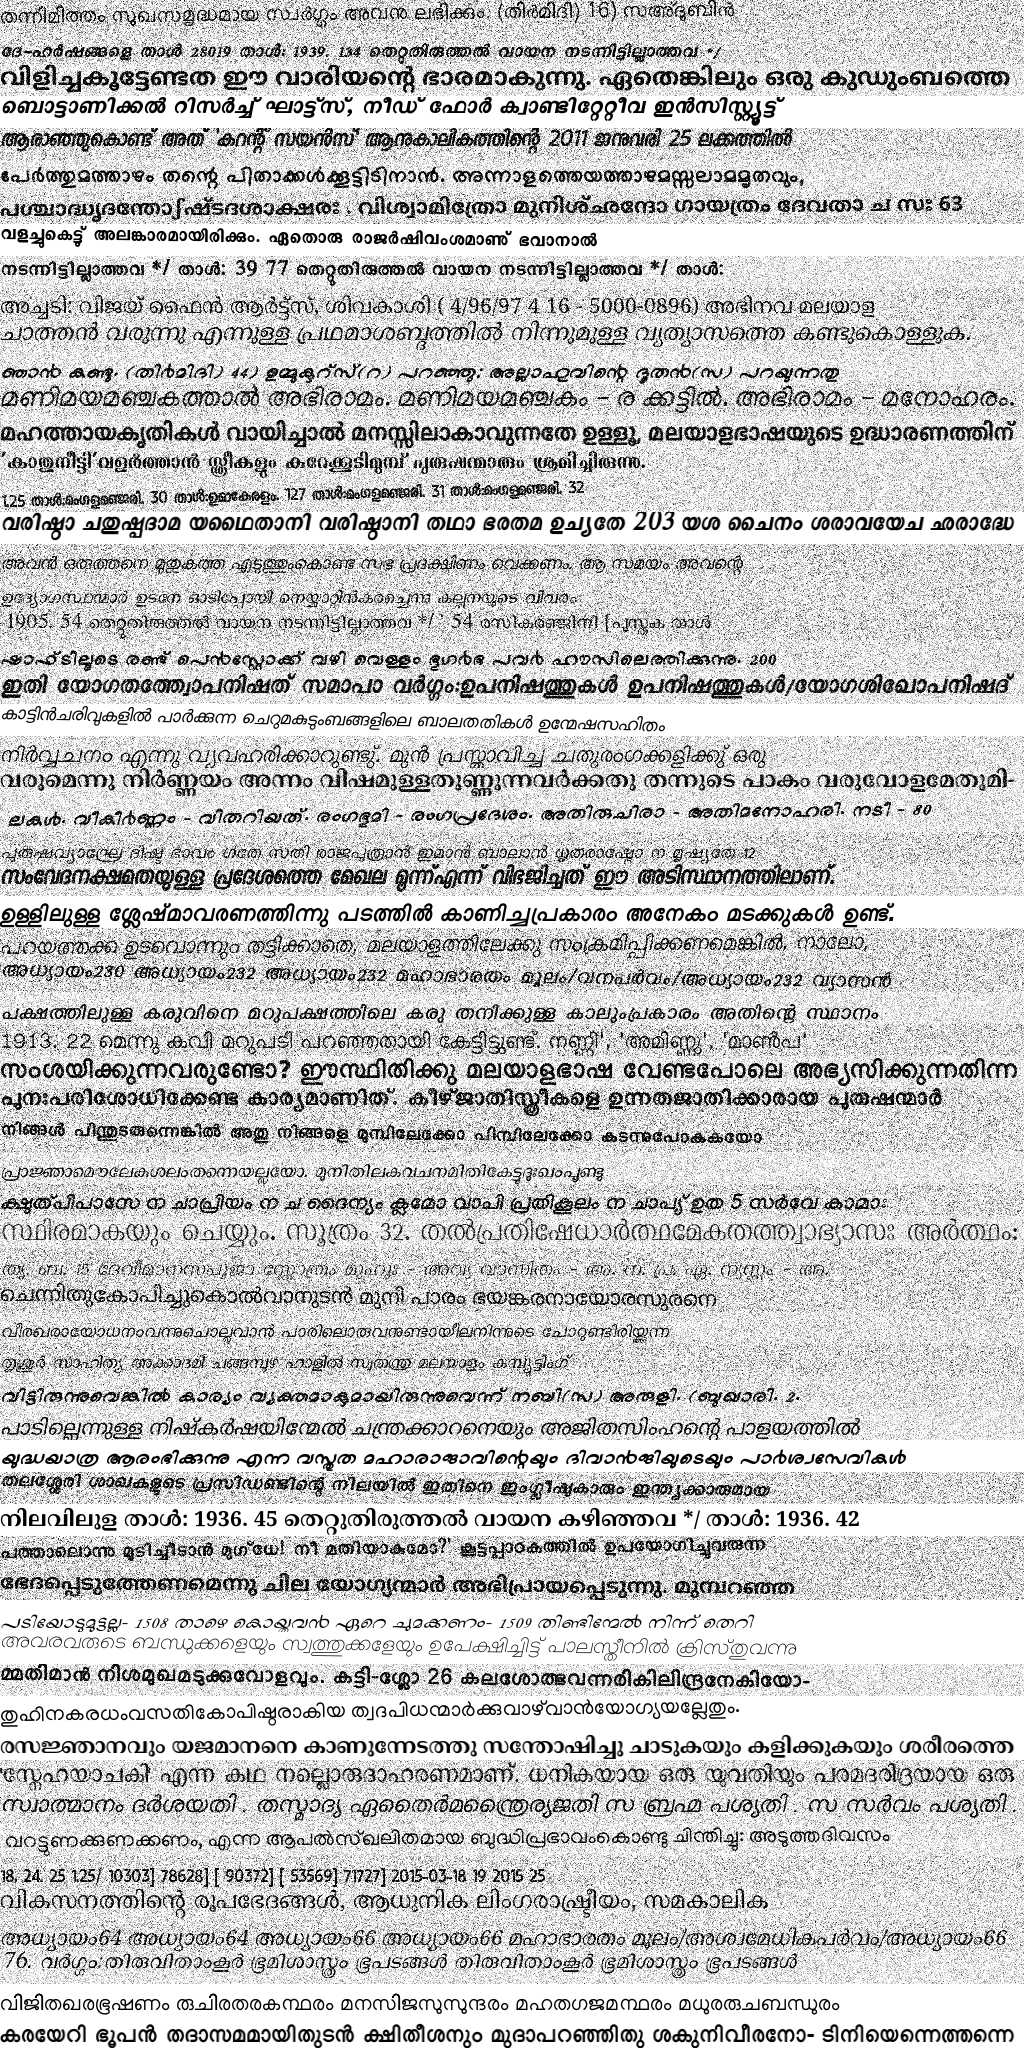 തന്നിമിത്തം സുഖസമൃദ്ധമായ സ്വർഗ്ഗം അവനു ലഭിക്കും. (തിർമിദി) 16) സഅദുബിൻ
ദേ-ഹർഷങ്ങളെ താൾ 28019 താൾ: 1939. 134 തെറ്റുതിരുത്തൽ വായന നടന്നിട്ടില്ലാത്തവ */
വിളിച്ചുകൂട്ടേണ്ടത ഈ വാരിയന്റെ ഭാരമാകുന്നു. ഏതെങ്കിലും ഒരു കുഡുംബത്തെ
ബൊട്ടാണിക്കൽ റിസർച്ച് ഘാട്ട്സ്, നീഡ് ഫോർ ക്വാണ്ടിറ്റേറ്റീവ ഇൻസിസ്റ്റ്യൂട്ട്
ആരാഞ്ഞുകൊണ്ട് അത് 'കറന്റ് സയൻസ്' ആനുകാലികത്തിന്റെ 2011 ജനുവരി 25 ലക്കത്തിൽ
പേർത്തുമത്താഴം തന്റെ പിതാക്കൾക്കൂട്ടിടിനാൻ. അന്നാളത്തെയത്താഴമസ്സലാമമൃതവും,
പശ്ചാദ്ധൃദന്തോഽഷ്ടദശാക്ഷരഃ . വിശ്വാമിത്രോ മുനിശ്ഛന്ദോ ഗായത്രം ദേവതാ ച സഃ 63
വളച്ചുകെട്ട് അലങ്കാരമായിരിക്കും. ഏതൊരു രാജർഷിവംശമാണ് ഭവാനാൽ
നടന്നിട്ടില്ലാത്തവ */ താൾ: 39 77 തെറ്റുതിരുത്തൽ വായന നടന്നിട്ടില്ലാത്തവ */ താൾ:
അച്ചടി: വിജയ് ഫൈൻ ആർട്ട്സ്, ശിവകാശി ( 4/96/97 4 16 - 5000-0896) അഭിനവ മലയാള
ചാത്തൻ വരുന്നു എന്നുള്ള പ്രഥമാശബ്ദത്തിൽ നിന്നുമുള്ള വ്യത്യാസത്തെ കണ്ടുകൊള്ളുക.
ഞാൻ കണ്ടു. (തിർമിദി) 44) ഉമ്മുകുറ്സ്(റ) പറഞ്ഞു: അല്ലാഹുവിന്റെ ദൂതൻ(സ) പറയുന്നതു
മണിമയമഞ്ചകത്താൽ അഭിരാമം. മണിമയമഞ്ചകം – ര ക്കട്ടിൽ. അഭിരാമം – മനോഹരം.
മഹത്തായകൃതികൾ വായിച്ചാൽ മനസ്സിലാകാവുന്നതേ ഉള്ളൂ, മലയാളഭാഷയുടെ ഉദ്ധാരണത്തിന്
'കാതുനീട്ടി'വളർത്താൻ സ്ത്രീകളും കുറേക്കൂടിമുമ്പ് പുരുഷന്മാരും ശ്രമിച്ചിരുന്നു.
1.25 താൾ:മംഗളമഞ്ജരി. 30 താൾ:ഉമാകേരളം. 127 താൾ:മംഗളമഞ്ജരി. 31 താൾ:മംഗളമഞ്ജരി. 32
വരിഷ്ഠാ ചതുഷ്പദാമ യഥൈതാനി വരിഷ്ഠാനി തഥാ ഭരതമ ഉച്യതേ 203 യശ ചൈനം ശരാവയേച ഛരാദ്ധേ
അവൻ ഒരുത്തനെ മുതുകത്ത എടുത്തുംകൊണ്ട സഭ പ്രദക്ഷിണം വെക്കണം. ആ സമയം അവന്റെ
ഉദ്യോഗസ്ഥന്മാർ ഉടനേ ഓടിപ്പോയി നെയ്യാറ്റിൻകരച്ചെന്നു കല്പനയുടെ വിവരം
1905. 54 തെറ്റുതിരുത്തൽ വായന നടന്നിട്ടില്ലാത്തവ */ ` 54 രസികരഞ്ജിനി [പുസ്തക താൾ
ഷാഫ്ടിലൂടെ രണ്ട് പെൻസ്റ്റോക്ക് വഴി വെള്ളം ഭൂഗർഭ പവർ ഹൗസിലെത്തിക്കുന്നു. 200
ഇതി യോഗതത്ത്വോപനിഷത് സമാപാ വർഗ്ഗം:ഉപനിഷത്തുകൾ ഉപനിഷത്തുകൾ/യോഗശിഖോപനിഷദ്
കാട്ടിൻചരിവുകളിൽ പാർക്കുന്ന ചെറുമകുടുംബങ്ങളിലെ ബാലതതികൾ ഉന്മേഷസഹിതം
നിർവ്വചനം എന്നു വ്യവഹരിക്കാറുണ്ടു്. മുൻ പ്രസ്താവിച്ച ചതുരംഗക്കളിക്കു് ഒരു
വരുമെന്നു നിർണ്ണയം അന്നം വിഷമുള്ളതുണ്ണുന്നവർക്കതു തന്നുടെ പാകം വരുവോളമേതുമി-
ലകൾ. വികീർണ്ണം - വിതറിയത്. രംഗഭൂമി - രംഗപ്രദേശം. അതിരുചിരാ - അതിമനോഹരി. നടീ - 80
പുരുഷവ്യാഘ്രേ ദിഷ്ട ഭാവം ഗതേ സതി രാജപുത്രാൻ ഇമാൻ ബാലാൻ ധൃതരാഷ്ട്രോ ന മൃഷ്യതേ 12
സംവേദനക്ഷമതയുള്ള പ്രദേശത്തെ മേഖല മൂന്ന്എന്ന് വിഭജിച്ചത് ഈ അടിസ്ഥാനത്തിലാണ്.
ഉള്ളിലുള്ള ശ്ലേഷ്മാവരണത്തിന്നു പടത്തിൽ കാണിച്ചപ്രകാരം അനേകം മടക്കുകൾ ഉണ്ട്.
പറയത്തക്ക ഉടവൊന്നും തട്ടിക്കാതെ, മലയാളത്തിലേക്കു സംക്രമിപ്പിക്കണമെങ്കിൽ, നാലോ,
അധ്യായം230 അധ്യായം232 അധ്യായം232 മഹാഭാരതം മൂലം/വനപർവം/അധ്യായം232 വ്യാസൻ
പക്ഷത്തിലുള്ള കരുവിനെ മറുപക്ഷത്തിലെ കരു തനിക്കുള്ള കാലുംപ്രകാരം അതിന്റെ സ്ഥാനം
1913. 22 മെന്നു കവി മറുപടി പറഞ്ഞതായി കേട്ടിട്ടുണ്ട്. നണ്ണി', 'അമിണ്ണു', 'മാൺപ'
സംശയിക്കുന്നവരുണ്ടോ? ഈസ്ഥിതിക്കു മലയാളഭാഷ വേണ്ടപോലെ അഭ്യസിക്കുന്നതിന്ന
പുനഃപരിശോധിക്കേണ്ട കാര്യമാണിത്. കീഴ്ജാതിസ്ത്രീകളെ ഉന്നതജാതിക്കാരായ പുരുഷന്മാർ
നിങ്ങൾ പിന്തുടരുന്നെങ്കിൽ അതു നിങ്ങളെ മുമ്പിലേക്കോ പിമ്പിലേക്കോ കടന്നുപോകുകയോ
പ്രാജ്ഞാമൌലേകുശലംതന്നെയല്ലയോ. മുനിതിലകവചനമിതികേട്ടുദുഃഖംപൂണ്ടു
ക്ഷുത്പീപാസേ ന ചാപ്രിയം ന ച ദൈന്യം ക്ലമോ വാപി പ്രതികൂലം ന ചാപ്യ് ഉത 5 സർവേ കാമാഃ
സ്ഥിരമാകയും ചെയ്യും. സൂത്രം 32. തൽപ്രതിഷേധാർത്ഥമേകതത്ത്വാഭ്യാസഃ അർത്ഥം:
ചെന്നിതുകോപിച്ചുകൊൽവാനുടൻ മുനി പാരം ഭയങ്കരനായോരസുരനെ
വീരഖരായോധനംവന്നുചൊല്ലുവാൻ പാരിലൊരുവനുണ്ടായീലനിന്നുടെ ചോറ്റുണ്ടിരിയ്ക്കുന്ന
തൃശൂർ സാഹിത്യ അക്കാദമി ചങ്ങമ്പുഴ ഹാളിൽ സ്വതന്ത്ര മലയാളം കമ്പ്യൂട്ടിംഗ്
വിട്ടിരുന്നുവെങ്കിൽ കാര്യം വ്യക്തമാകുമായിരുന്നുവെന്ന് നബി(സ) അരുളി. (ബുഖാരി. 2.
പാടില്ലെന്നുള്ള നിഷ്കർഷയിന്മേൽ ചന്ത്രക്കാറനെയും അജിതസിംഹന്റെ പാളയത്തിൽ
യുദ്ധയാത്ര ആരംഭിക്കുന്നു എന്ന വസ്തുത മഹാരാജാവിന്റെയും ദിവാൻജിയുടെയും പാർശ്വസേവികൾ
തലശ്ശേരി ശാഖകളുടെ പ്രസിഡണ്ടിന്റെ നിലയിൽ ഇതിനെ ഇംഗ്ലീഷുകാരും ഇന്ത്യക്കാരുമായ
നിലവിലുള താൾ: 1936. 45 തെറ്റുതിരുത്തൽ വായന കഴിഞ്ഞവ */ താൾ: 1936. 42
പത്താലൊന്നു മുടിച്ചീടാൻ മുഗ്ധേ! നീ മതിയാകുമോ?' കൂട്ടപ്പാഠകത്തിൽ ഉപയോഗിച്ചുവരുന്ന
ഭേദപ്പെടുത്തേണമെന്നു ചില യോഗ്യന്മാർ അഭിപ്രായപ്പെടുന്നു. മുമ്പറഞ്ഞ
പടിയോടുമുട്ടല്ല- 1508 താഴെ കൊയ്യുവൻ ഏറെ ചുമക്കണം- 1509 തിണ്ടിന്മേൽ നിന്ന് തെറി
അവരവരുടെ ബന്ധുക്കളെയും സ്വത്തുക്കളേയും ഉപേക്ഷിച്ചിട്ട് പാലസ്തീനിൽ ക്രിസ്തുവന്നു
മ്മതിമാൻ നിശമുഖമടുക്കുവോളവും. കട്ടി-ശ്ലോ 26 കലശോത്ഭവന്നരികിലിന്ദ്രനേകിയോ-
തുഹിനകരധംവസതികോപിഷ്ഠരാകിയ ത്വദപിധന്മാർക്കുവാഴ്വാൻയോഗ്യയല്ലേതും.
രസജ്ഞാനവും യജമാനനെ കാണുന്നേടത്തു സന്തോഷിച്ചു ചാടുകയും കളിക്കുകയും ശരീരത്തെ
'സ്നേഹയാചകി' എന്ന കഥ നല്ലൊരുദാഹരണമാണ്. ധനികയായ ഒരു യുവതിയും പരമദരിദ്രയായ ഒരു
സ്വാത്മാനം ദർശയതി . തസ്മാദ്യ ഏതൈർമന്ത്രൈര്യജതി സ ബ്രഹ്മ പശ്യതി . സ സർവം പശ്യതി .
വറട്ടുണക്കുണക്കണം, എന്ന ആപൽസ്ഖലിതമായ ബുദ്ധിപ്രഭാവംകൊണ്ടു ചിന്തിച്ചു: അടുത്തദിവസം
18, 24. 25 1.25/ 10303] 78628] [ 90372] [ 53569] 71727] 2015-03-18 19 2015 25
വികസനത്തിന്റെ രൂപഭേദങ്ങൾ, ആധുനിക ലിംഗരാഷ്ട്രീയം, സമകാലിക
അധ്യായം64 അധ്യായം64 അധ്യായം66 അധ്യായം66 മഹാഭാരതം മൂലം/അശ്വമേധികപർവം/അധ്യായം66
76. വർഗ്ഗം:തിരുവിതാംകൂർ ഭൂമിശാസ്ത്രം ഭൂപടങ്ങൾ തിരുവിതാംകൂർ ഭൂമിശാസ്ത്രം ഭൂപടങ്ങൾ
വിജിതഖരഭൂഷണം രുചിരതരകന്ഥരം മനസിജസുസുന്ദരം മഹതഗജമന്ഥരം മധുരരുചബന്ധുരം
കരയേറി ഭൂപൻ തദാസമമായിതുടൻ ക്ഷിതീശനും മുദാപറഞ്ഞിതു ശകുനിവീരനോ- ടിനിയെന്നെത്തന്നെ